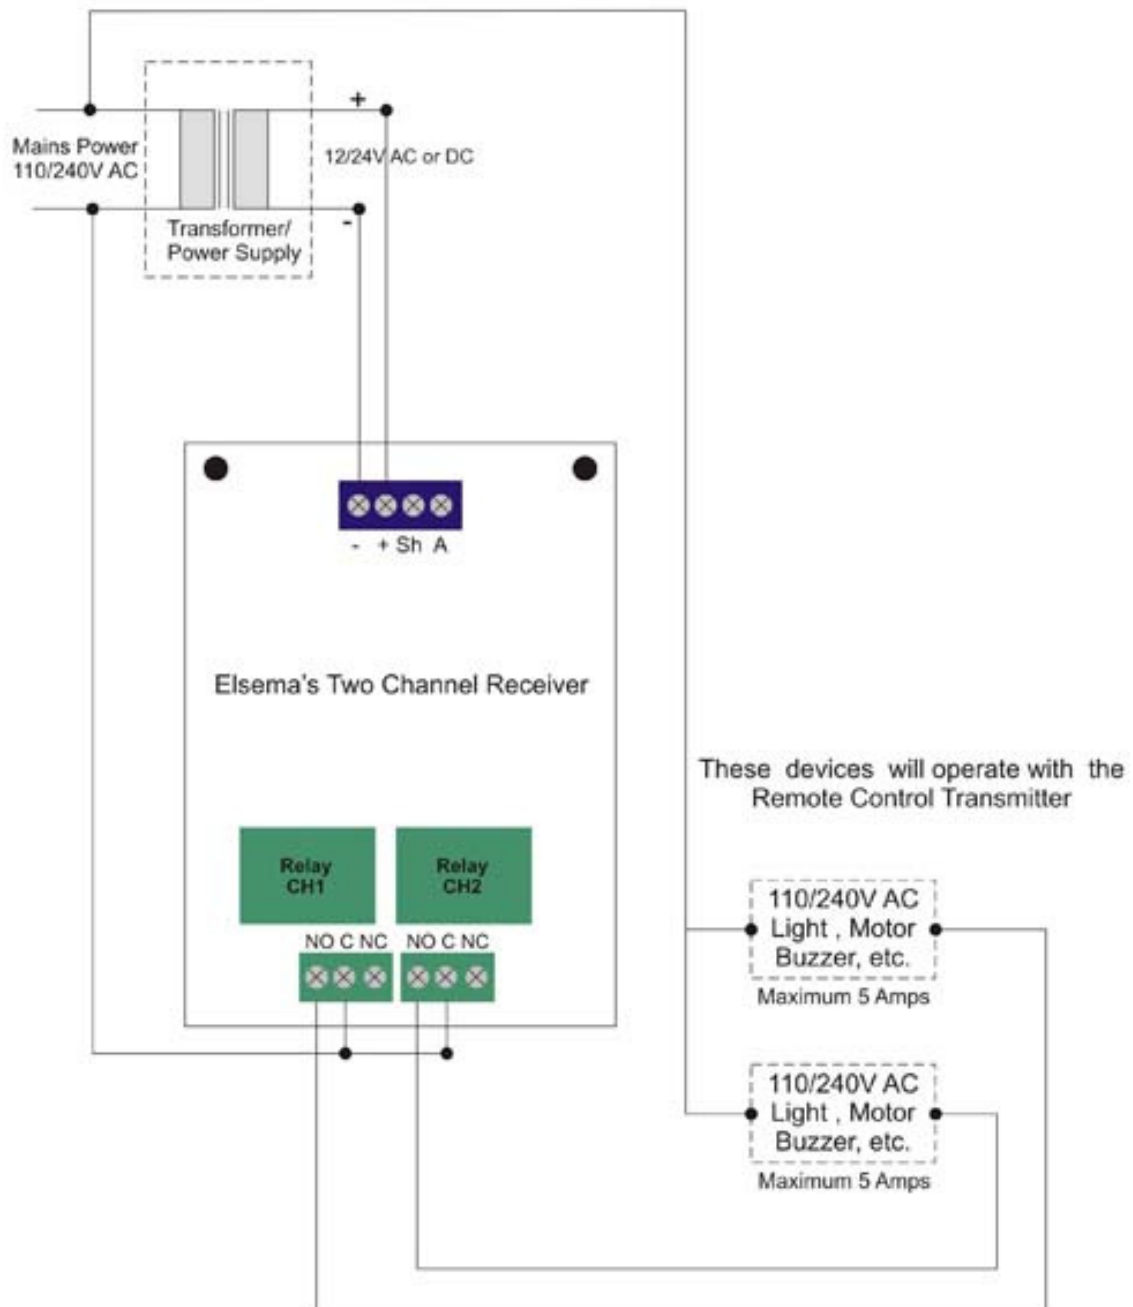 +
Mains Power
110/240V AC
12/24V AC or DC
-
Transformer/
Power Supply
- + Sh A
Elsema's Two Channel Receiver
These devices will operate with the
Remote Control Transmitter
Relay
CH1
Relay
CH2
NO C NC
NO C NC
110/240V AC
Light , Motor
Buzzer, etc.
Maximum 5 Amps
110/240V AC
Light , Motor
Buzzer, etc.
Maximum 5 Amps